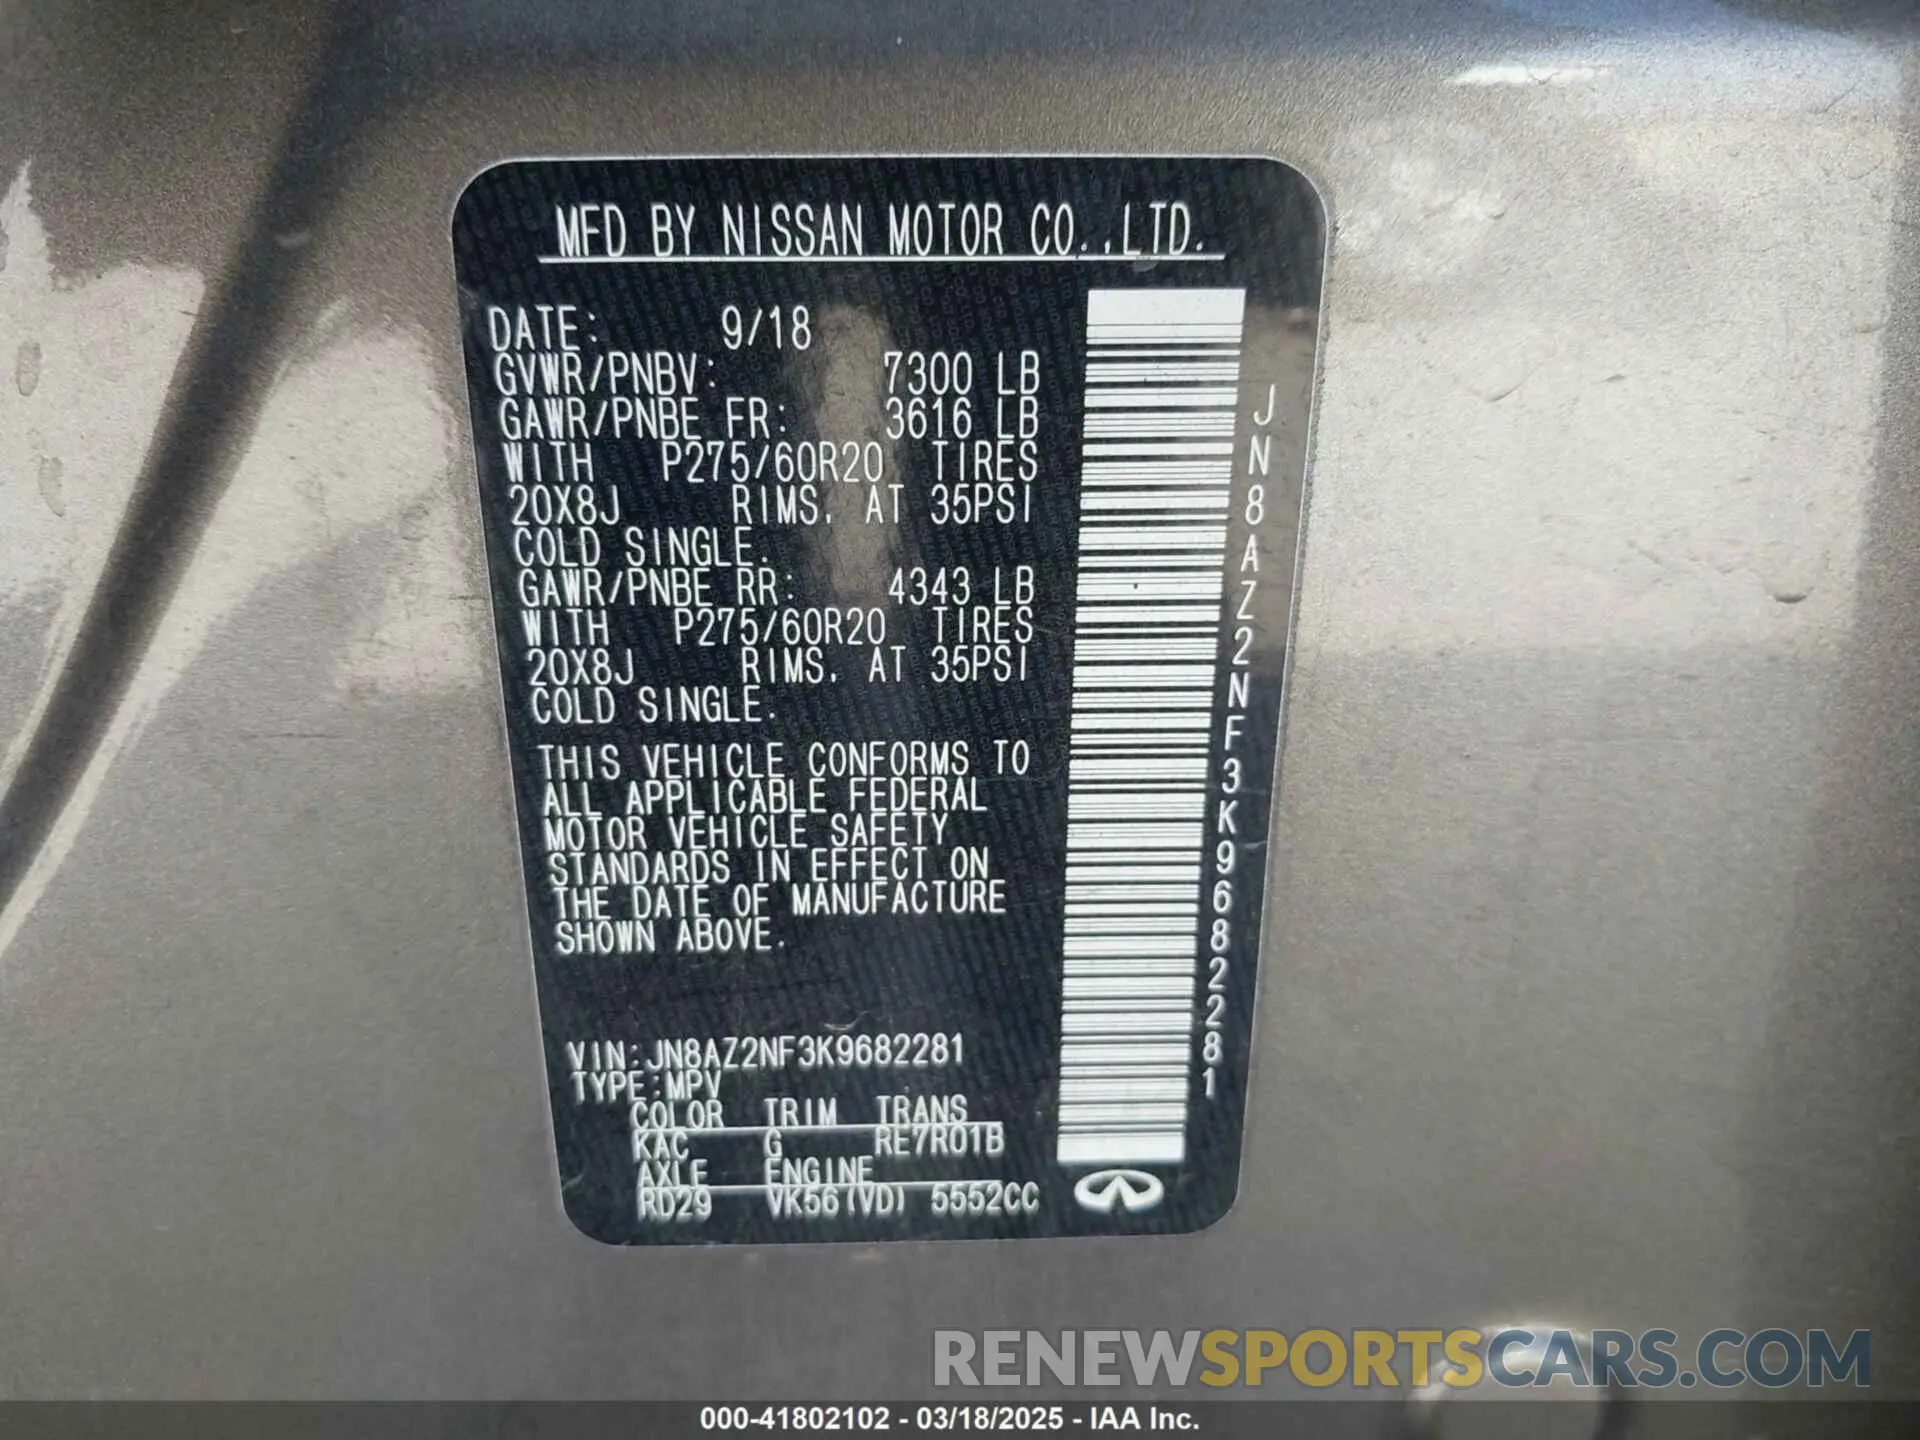 MFD BY NISSAN MOTOR CO.,LTD.
DATE: 9/18
GVWR/PNBV: 7300 LB
GAWR/PNBE FR: 3616 LB
WITH P275/60R20 TIRES
20X8J RIMS. AT 35PSI
COLD SINGLE.
GAWR/PNBE RR: 4343 LB
WITH P275/60R20 TIRES
20X8J RIMS. AT 35PSI
COLD SINGLE.
THIS VEHICLE CONFORMS TO
ALL APPLICABLE FEDERAL
MOTOR VEHICLE SAFETY
STANDARDS IN EFFECT ON
THE DATE OF MANUFACTURE
SHOWN ABOVE.
VIN:JN8AZ2NF3K9682281
TYPE:MPV
COLOR TRIM TRANS
KAC G RE7R01B
AXLE ENGINE
RD29 VK56(VD) 5552CC
JN8AZ2NF3K9682281
RENEWSPORTSCARS.COM
000-41802102 - 03/18/2025 - IAA Inc.